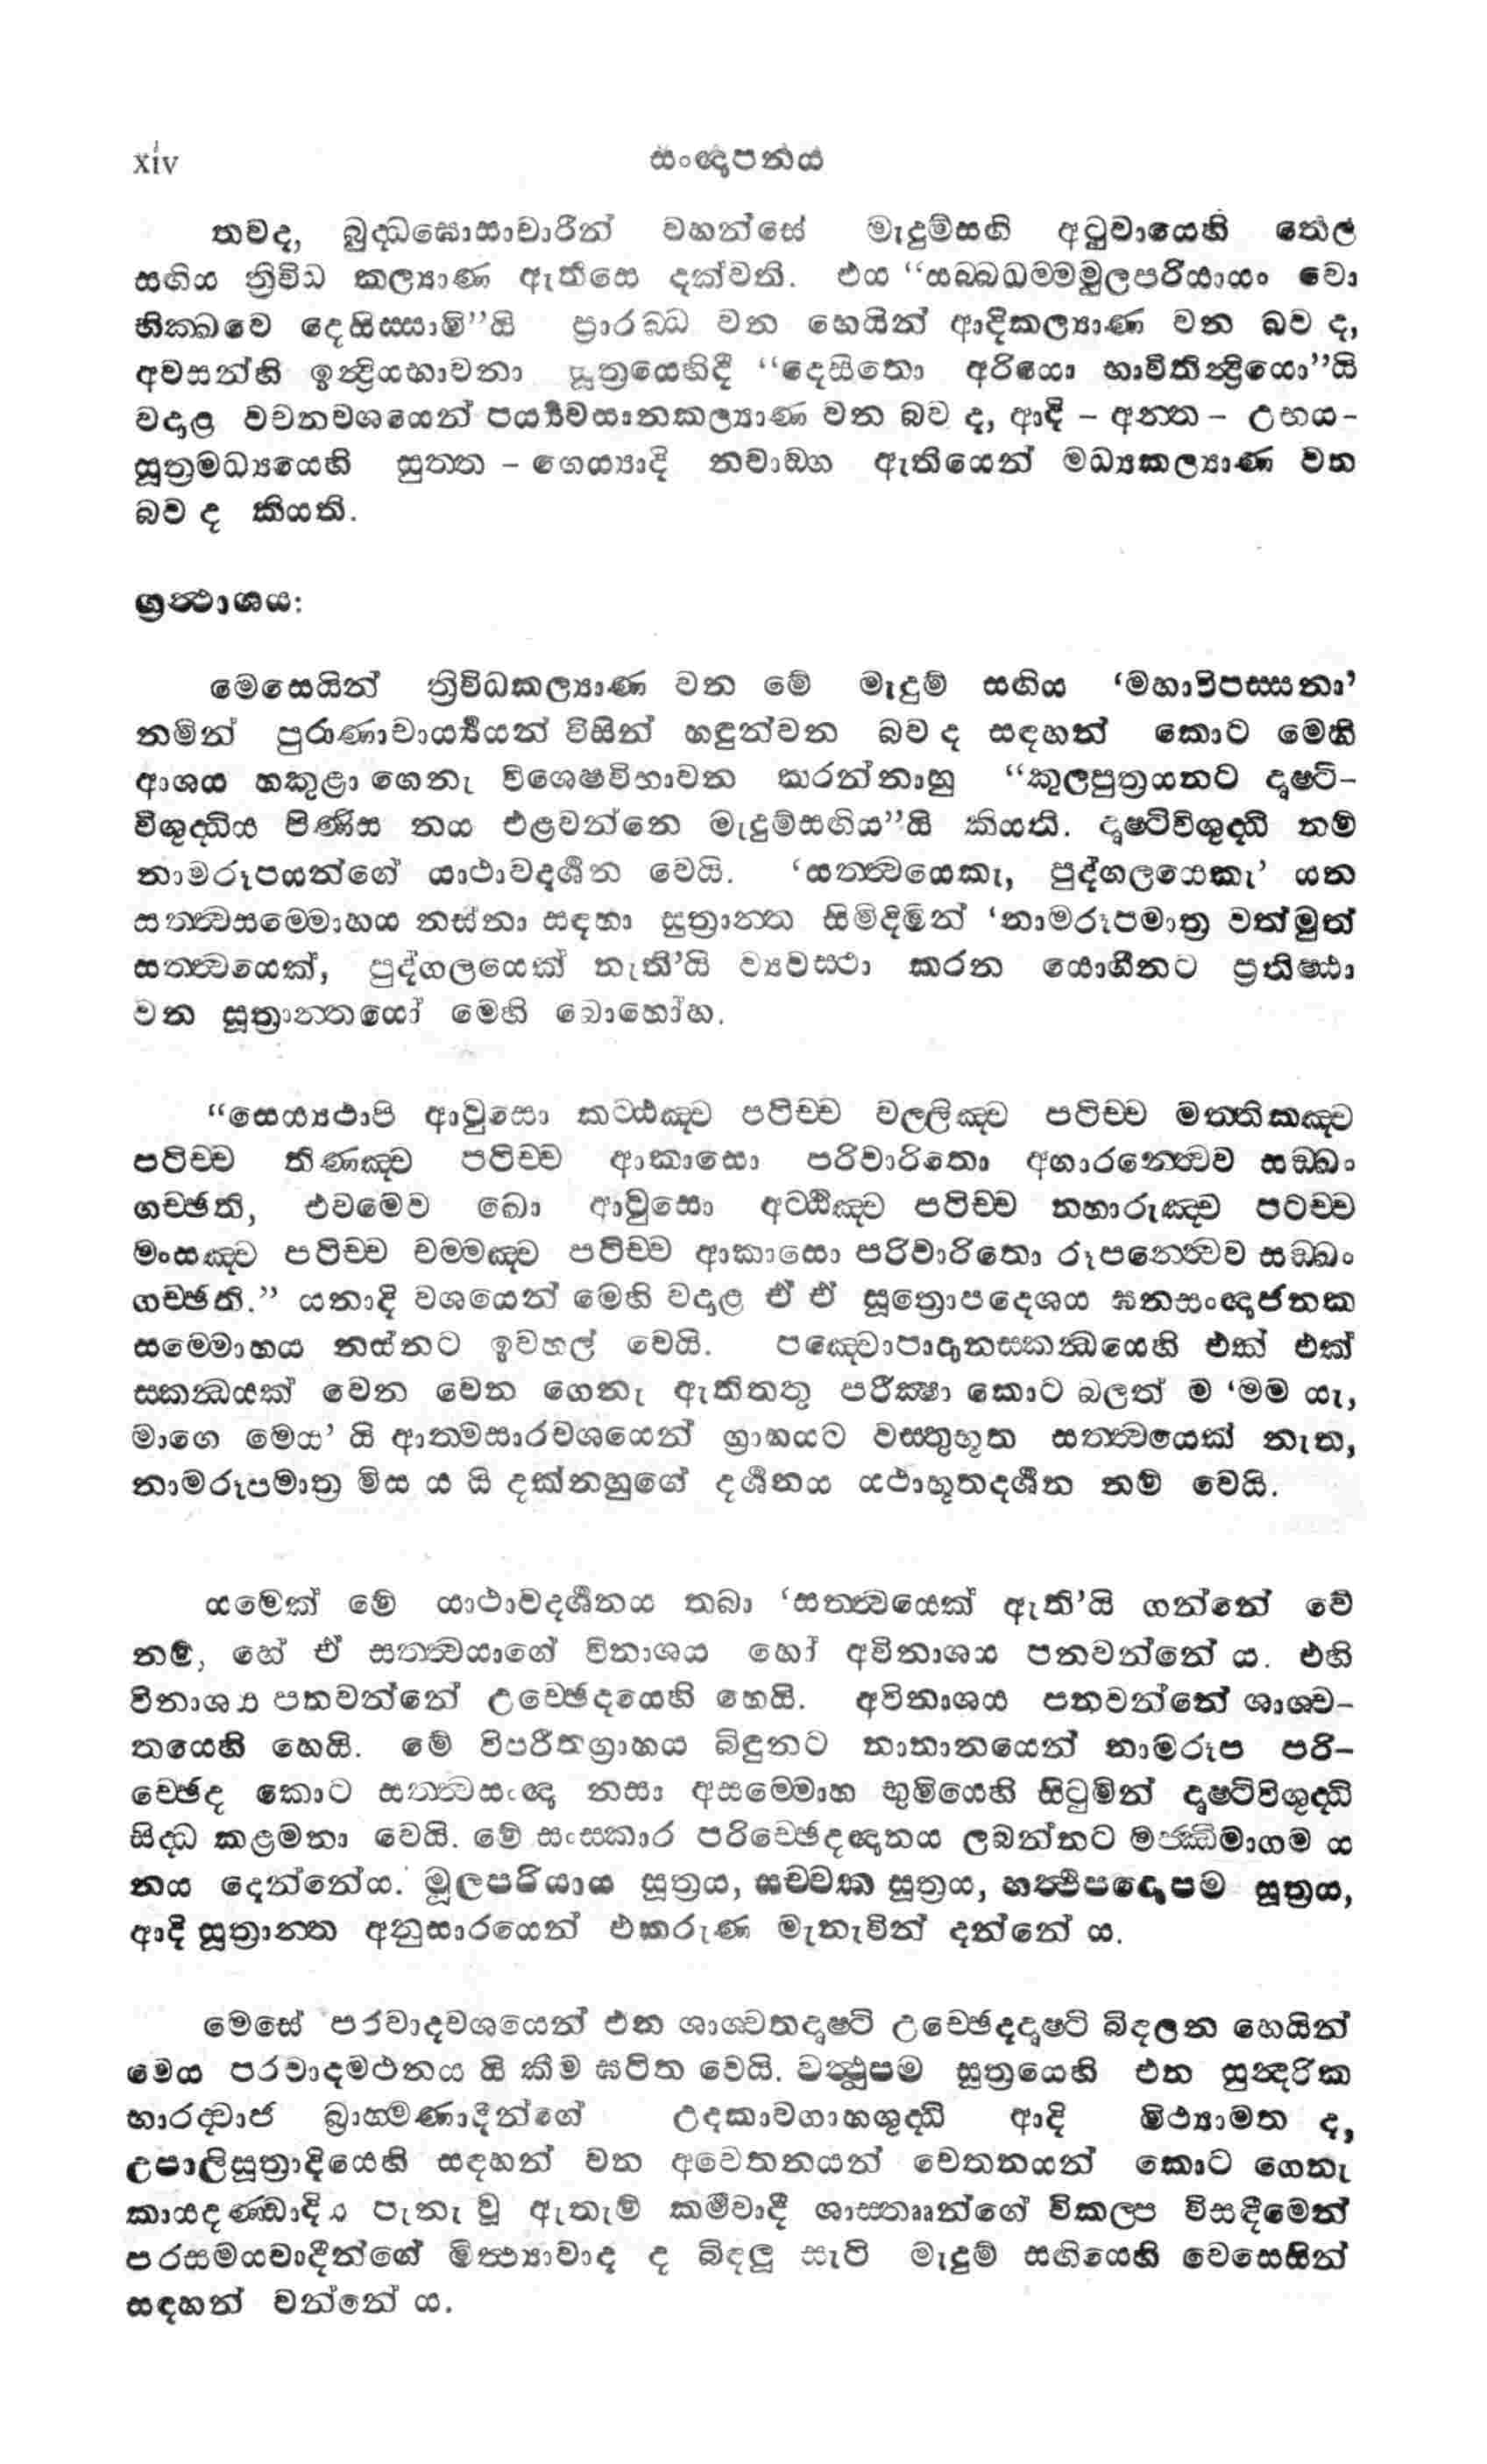 xiv
සංඥාපනය
තවද, බුද්ධඝොසාචාරීන් වහන්සේ මැදුම්සඟි අටුවායෙහි තෙල
සඟිය ත්‍රිවිධ කල්‍යාණ ඇතිසෙ දක්වති. එය “සබ්බධම්මමූලපරියායං වො
භික්ඛවෙ දෙසිස්සාමි”යි ප්‍රාරබ්ධ වන හෙයින් ආදිකල්‍යාණ වන බව ද,
අවසන්හි ඉන්ද්‍රියභාවනා සූත්‍රයෙහිදී “දෙසිතො අරියො භාවිතින්ද්‍රියො”යි
වදාළ වචනවශයෙන් පර්‍ය්‍යවසානකල්‍යාණ වන බව ද, ආදි – අන්ත – උභය-
සූත්‍රමධ්‍යයෙහි සුත්ත – ගෙය්‍යාදි නවාඞ්ග ඇතියෙන් මධ්‍යකල්‍යාණ වන
බව ද කියති.
ග්‍රන්ථාශය:
මෙසෙයින් ත්‍රිවිධකල්‍යාණ වන මේ මැදුම් සඟිය ‘මහාවිපස්සනා’
නමින් පුරාණාචාර්‍ය්‍යයන් විසින් හඳුන්වන බව ද සඳහන් කොට මෙහි
ආශය හකුළා ගෙනැ විශෙෂවිභාවන කරන්නාහු “කුලපුත්‍රයනට දෘෂ්ටි-
විශුද්ධිය පිණිස නය එළවන්නෙ මැදුම්සඟිය”යි කියති. දෘෂ්ටිවිශුද්ධි නම්
නාමරූපයන්ගේ යාථාවදර්‍ශන වෙයි. ‘සත්ත්‍වයෙකැ, පුද්ගලයෙකැ’ යන
සත්ත්‍වසම්මොහය නස්නා සඳහා සූත්‍රාන්ත සිමිදිමින් ‘නාමරූපමාත්‍ර වත්මුත්
සත්ත්‍වයෙක්, පුද්ගලයෙක් නැති’යි ව්‍යවස්ථා කරන යොගීනට ප්‍රතිෂ්ඨා
වන සූත්‍රාන්තයෝ මෙහි බොහෝහ.
“සෙය්‍යථාපි ආවුසො කට්ඨඤ්ච පටිච්ච වල්ලිඤ්ච පටිච්ච මත්තිකඤ්ච
පටිච්ච තිණඤ්ච පටිච්ච ආකාසො පරිවාරිතො අගාරන්ත්‍වෙව සඞ්ඛං
ගච්ඡති, එවමෙව ඛො ආවුසො අට්ඨිඤ්ච පටිච්ච නහාරුඤ්ච පටච්ච
මංසඤ්ච පටිච්ච චම්මඤ්ච පටිච්ච ආකාසො පරිවාරිතො රූපන්ත්‍වෙව සඞ්ඛං
ගච්ඡති.” යනාදි වශයෙන් මෙහි වදාළ ඒ ඒ සූත්‍රොපදෙශය ඝනසංඥාජනක
සම්මොහය නස්නට ඉවහල් වෙයි. පඤ්චොපාදානස්කන්ධයෙහි එක් එක්
ස්කන්ධයක් වෙන වෙන ගෙනැ ඇතිතතු පරීක්‍ෂා කොට බලත් ම ‘මම යැ,
මාගෙ මෙය’ යි ආත්මසාරවශයෙන් ග්‍රාහයට වස්තුභූත සත්ත්‍වයෙක් නැත,
නාමරූපමාත්‍ර මිස ය යි දක්නහුගේ දර්‍ශනය යථාභූතදර්‍ශන නම් වෙයි.
යමෙක් මේ යාථාවදර්‍ශනය තබා ‘සත්ත්‍වයෙක් ඇති’යි ගන්නේ වේ
නම්, හේ ඒ සත්ත්‍වයාගේ විනාශය හෝ අවිනාශය පනවන්නේ ය. එහි
විනාශය පනවන්නේ උච්ඡෙදයෙහි හෙයි. අවිනාශය පනවන්නේ ශාශ්ව-
තයෙහි හෙයි. මේ විපරීතග්‍රාහය බිඳුනට නානානයෙන් නාමරූප පරි-
ච්ඡෙද කොට සත්ත්‍වසංඥා නසා අසම්මොහ භූමියෙහි සිටුමින් දෘෂ්ටිවිශුද්ධි
සිද්ධ කළමනා වෙයි. මේ සංස්කාර පරිච්ඡෙදඥානය ලබන්නට මජ්ඣිමාගම ය
නය දෙන්නේය. මූලපරියාය සූත්‍රය, සච්චක සූත්‍රය, හත්ථිපදොපම සූත්‍රය,
ආදි සූත්‍රාන්ත අනුසාරයෙන් එකරුණ මැනැවින් දන්නේ ය.
මෙසේ පරවාදවශයෙන් එන ශාශ්වතදෘෂ්ටි උච්ඡෙදදෘෂ්ටි බිඳලන හෙයින්
මෙය පරවාදමථනය යි කීම ඝටිත වෙයි. වත්ථූපම සූත්‍රයෙහි එන සුන්දරික
භාරද්වාජ බ්‍රාහ්මණාදීන්ගේ උදකාවගාහශුද්ධි ආදි මිථ්‍යාමත ද,
උපාලිසූත්‍රාදියෙහි සඳහන් වන අචෙතනයන් චෙතනයන් කොට ගෙනැ
කායදණ්ඩාදිය පැනැ වූ ඇතැම් කර්‍මවාදී ශාස්තෲන්ගේ විකල්ප විසඳීමෙන්
පරසමයවාදීන්ගේ මිත්‍ථ්‍යාවාද ද බිඳලූ සැටි මැදුම් සඟියෙහි වෙසෙසින්
සඳහන් වන්නේ ය.